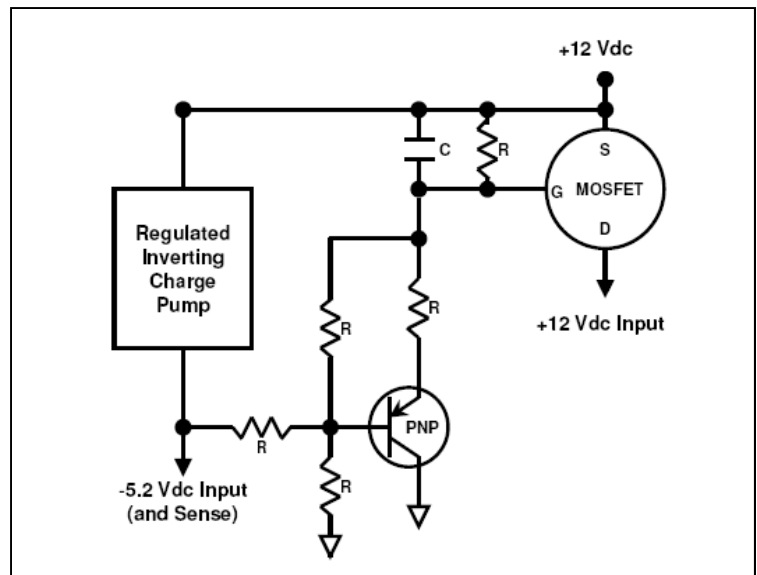 +12 Vdc
C
R
S
G
MOSFET
D
Regulated
Inverting
Charge
Pump
R
R
+12 Vdc Input
PNP
R
-5.2 Vdc Input
(and Sense)
R